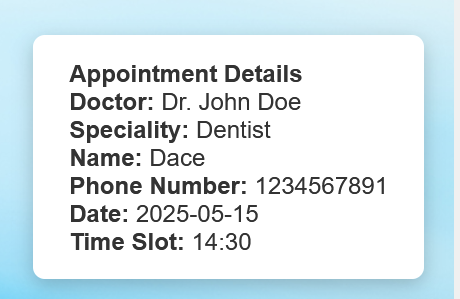 Appointment Details
Doctor: Dr. John Doe
Speciality: Dentist
Name: Dace
Phone Number: 1234567891
Date: 2025-05-15
Time Slot: 14:30